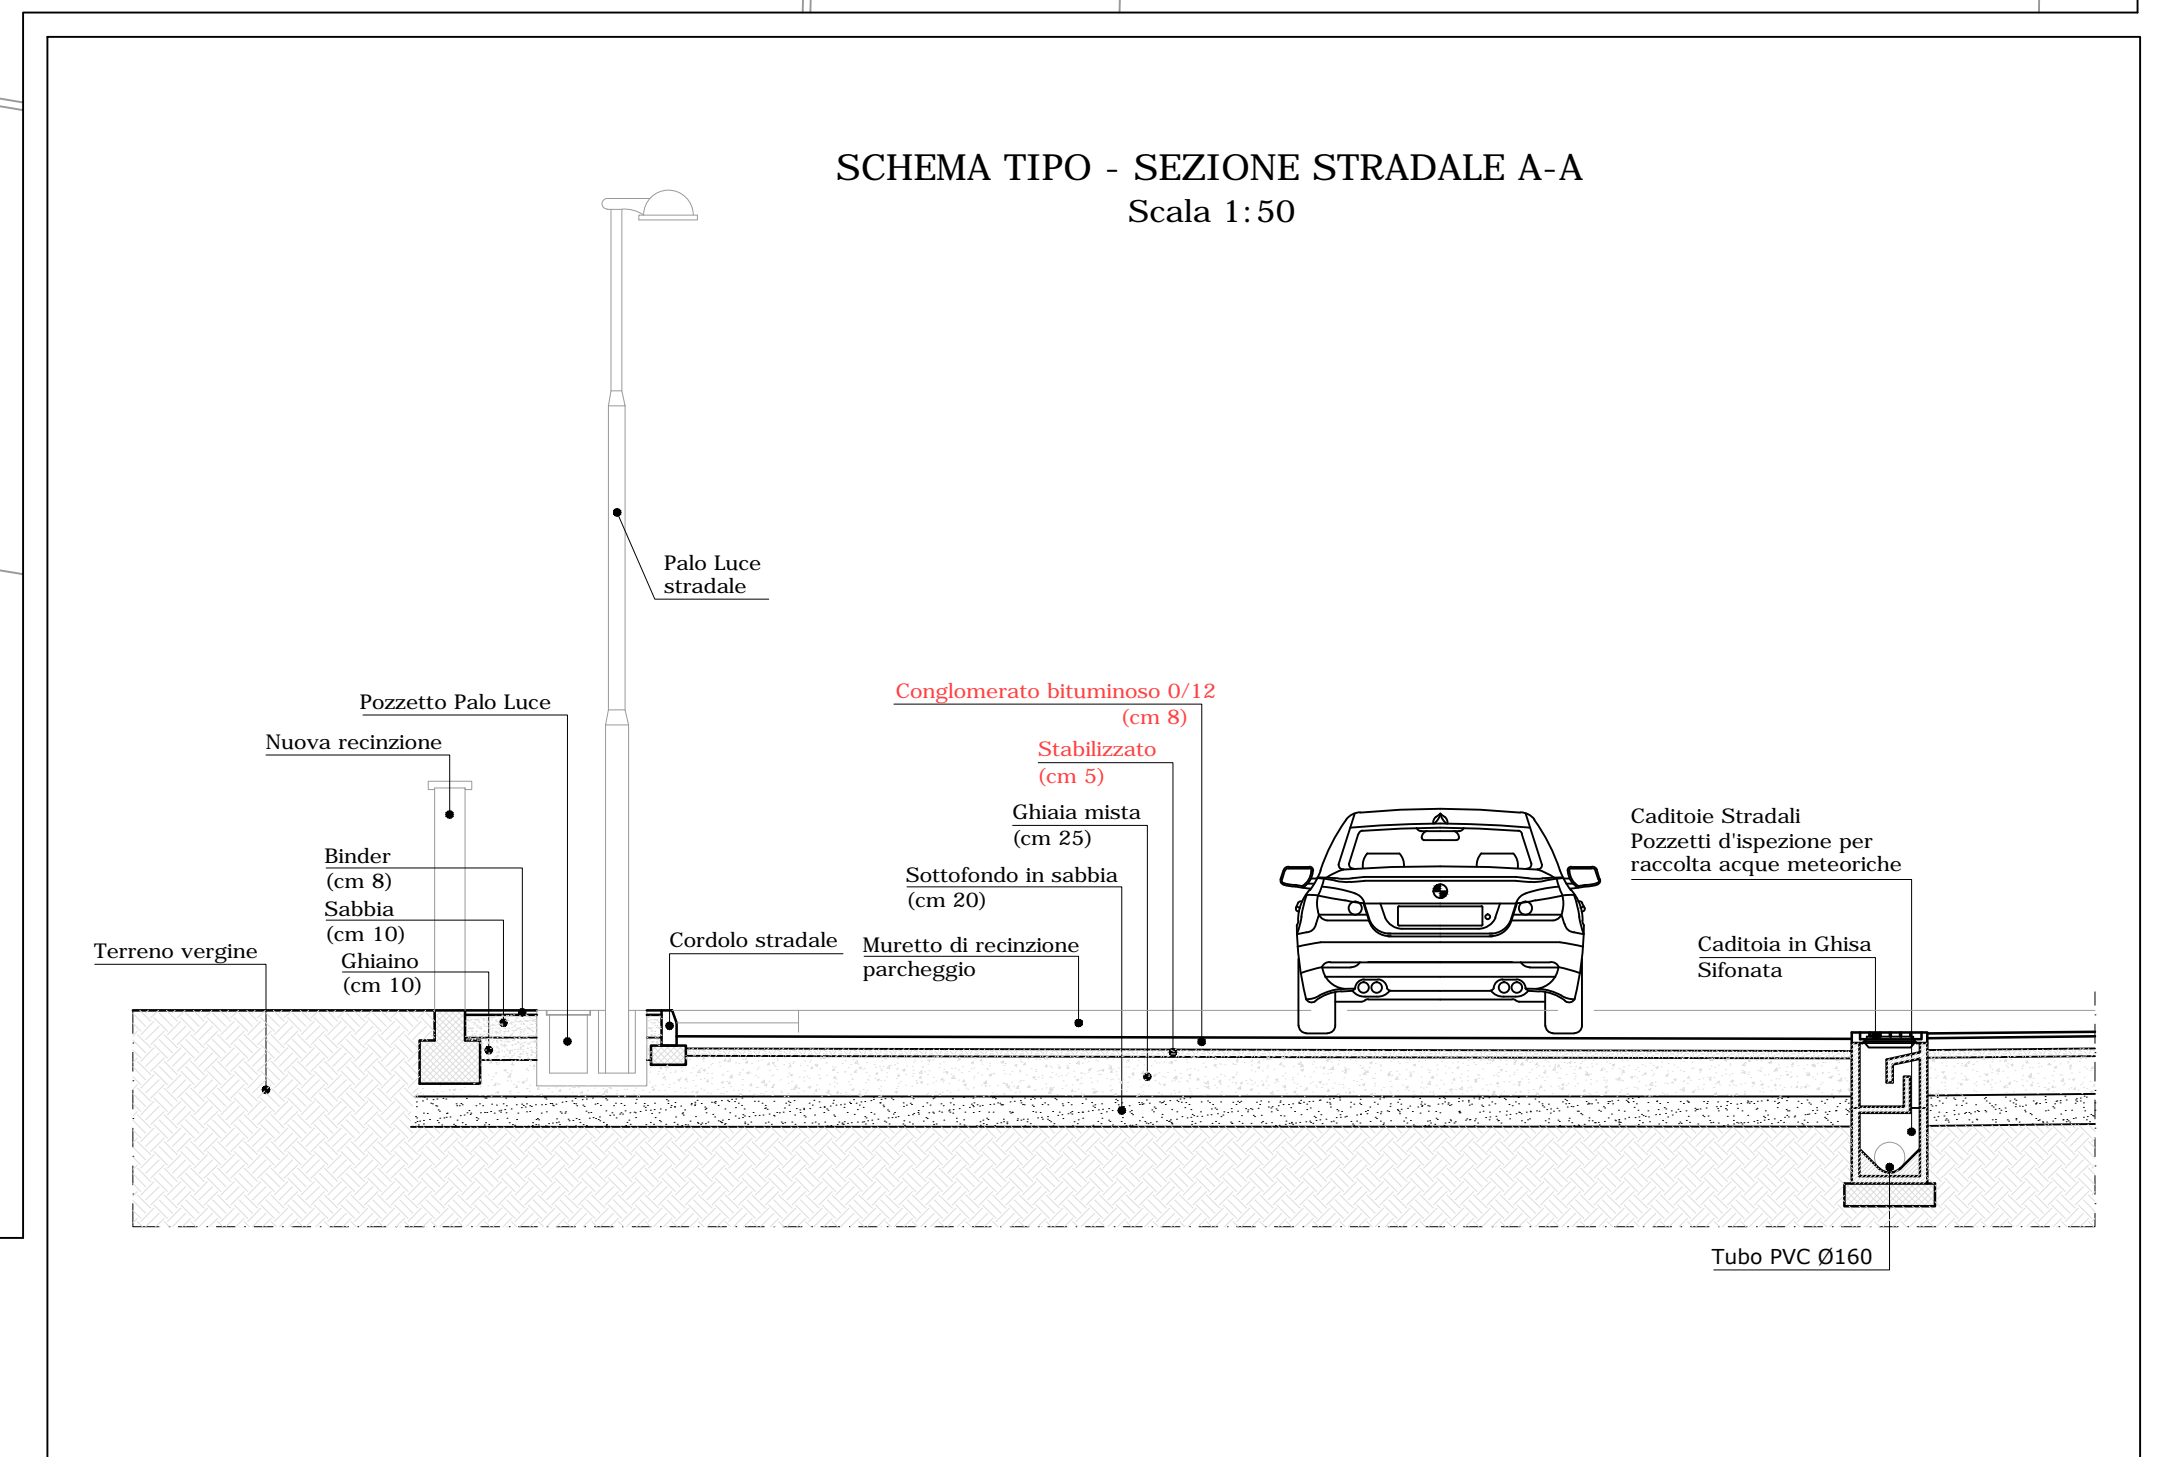 SCHEMA TIPO - SEZIONE STRADALE A-A
Scala 1:50
Palo Luce
stradale
Pozzetto Palo Luce
Nuova recinzione
Binder
(cm 8)
Sabbia
(cm 10)
Ghiaino
(cm 10)
Terreno vergine
Cordolo stradale
Conglomerato bituminoso 0/12
(cm 8)
Stabilizzato
(cm 5)
Ghiaia mista
(cm 25)
Sottofondo in sabbia
(cm 20)
Muretto di recinzione
parcheggio
Caditoie Stradali
Pozzetti d'ispezione per
raccolta acque meteoriche
Caditoia in Ghisa
Sifonata
Tubo PVC Ø160